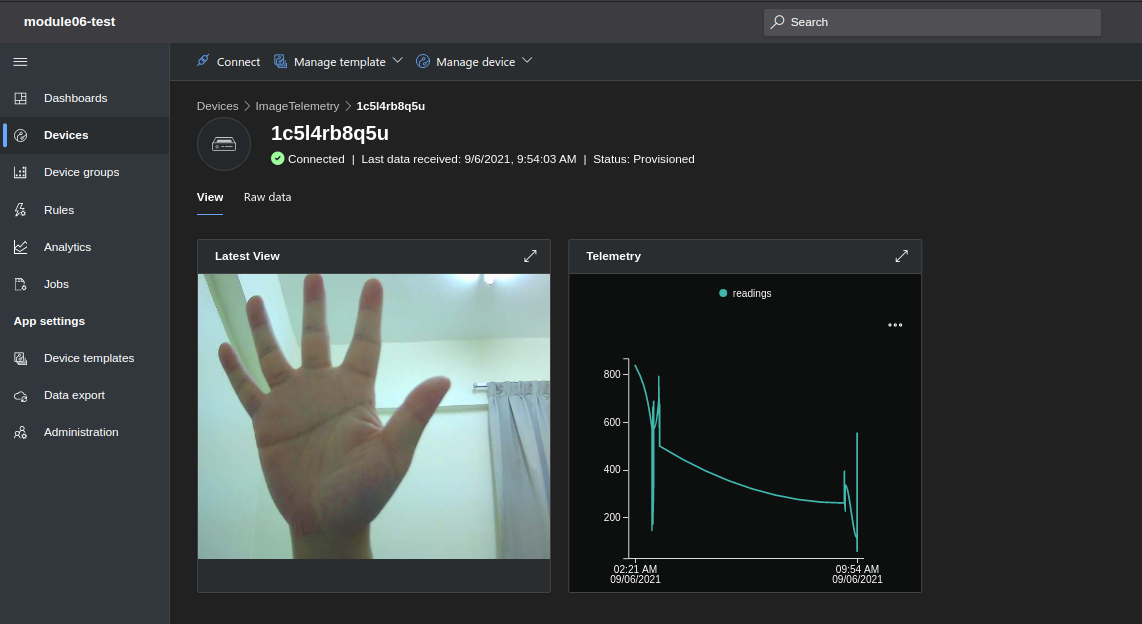 module06-test
Search
Connect
Manage template
Manage device
Dashboards
Devices
Device groups
Rules
Analytics
Jobs
App settings
Device templates
Data export
Administration
Devices > ImageTelemetry > 1c5l4rb8q5u
1c5l4rb8q5u
Connected | Last data received: 9/6/2021, 9:54:03 AM | Status: Provisioned
View
Raw data
Latest View
Telemetry
readings
800
600
400
200
02:21 AM
09/06/2021
09:54 AM
09/06/2021